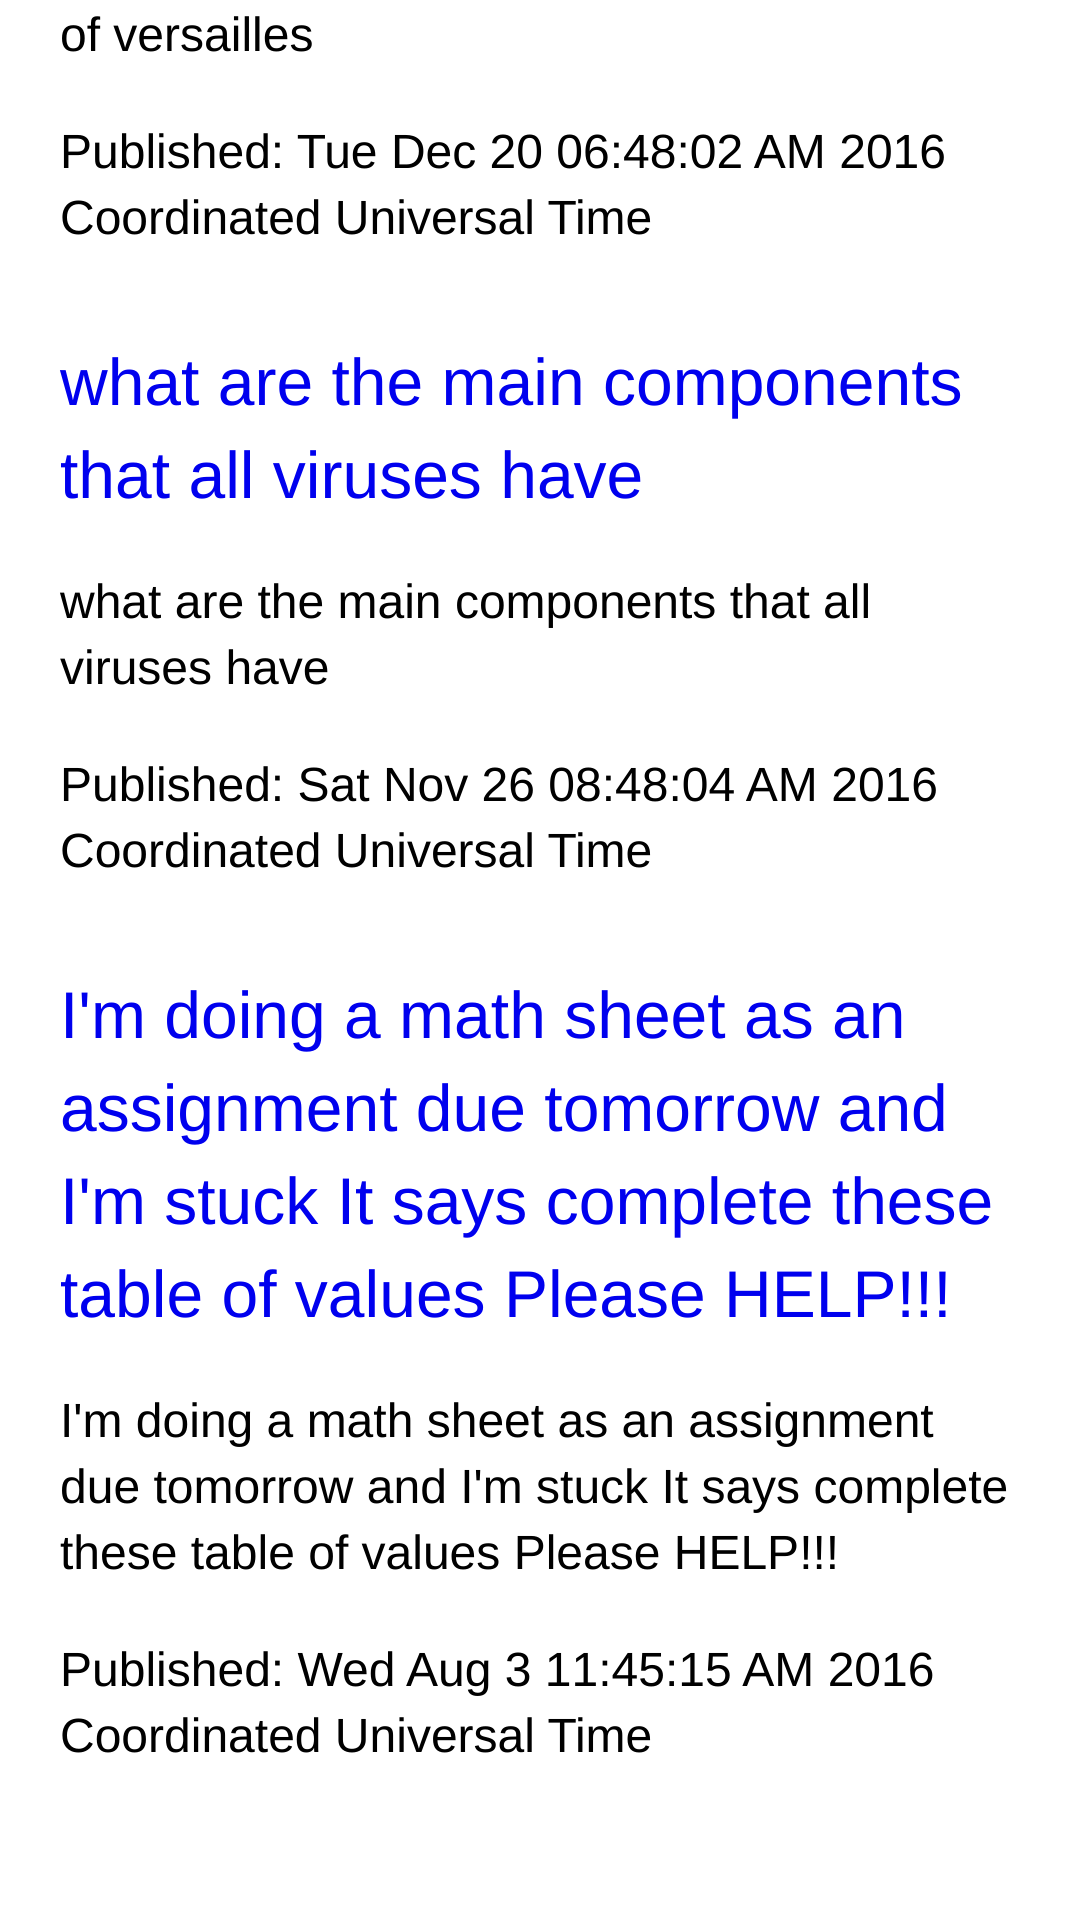 of versailles
Published: Tue Dec 20 06:48:02 AM 2016
Coordinated Universal Time
what are the main components
that all viruses have
what are the main components that all
viruses have
Published: Sat Nov 26 08:48:04 AM 2016
Coordinated Universal Time
I'm doing a math sheet as an
assignment due tomorrow and
I'm stuck It says complete these
table of values Please HELP!!!
I'm doing a math sheet as an assignment
due tomorrow and I'm stuck It says complete
these table of values Please HELP!!!
Published: Wed Aug 3 11:45:15 AM 2016
Coordinated Universal Time